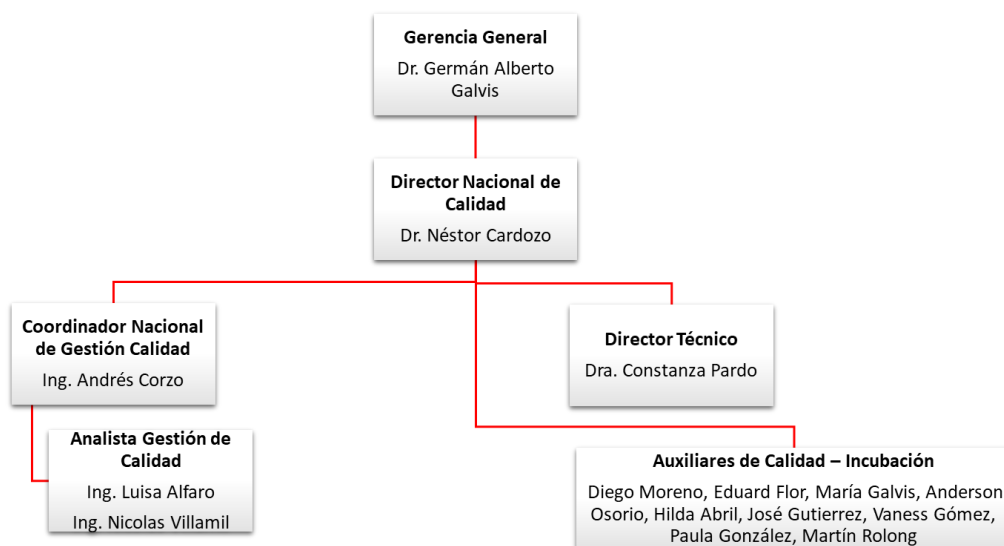 Gerencia General
Dr. Germán Alberto
Galvis
Director Nacional de
Calidad
Dr. Néstor Cardozo
Coordinador Nacional
de Gestión Calidad
Ing. Andrés Corzo
Director Técnico
Dra. Constanza Pardo
Analista Gestión de
Calidad
Ing. Luisa Alfaro
Ing. Nicolas Villamil
Auxiliares de Calidad – Incubación
Diego Moreno, Eduard Flor, María Galvis, Anderson
Osorio, Hilda Abril, José Gutierrez, Vaness Gómez,
Paula González, Martín Rolong